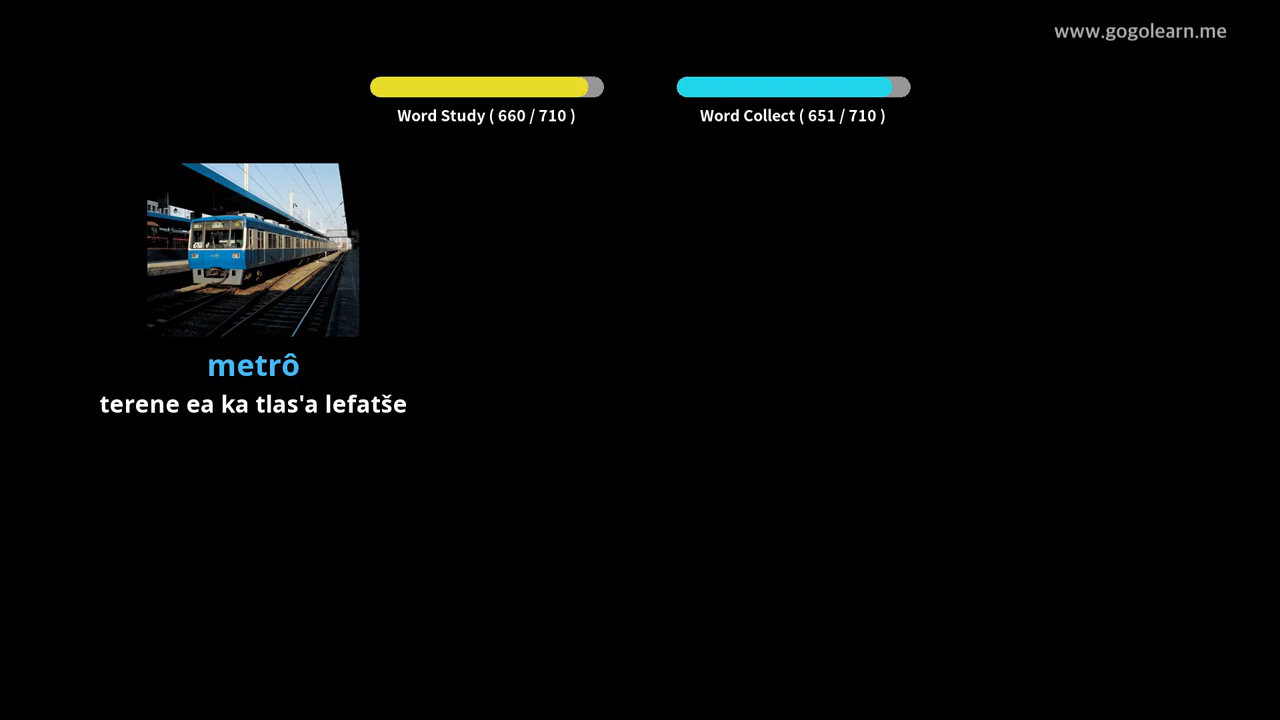 www.gogolearn.me
Word Study ( 660 / 710 )
Word Collect ( 651 / 710 )
metrô
terene ea ka tlas'a lefatše